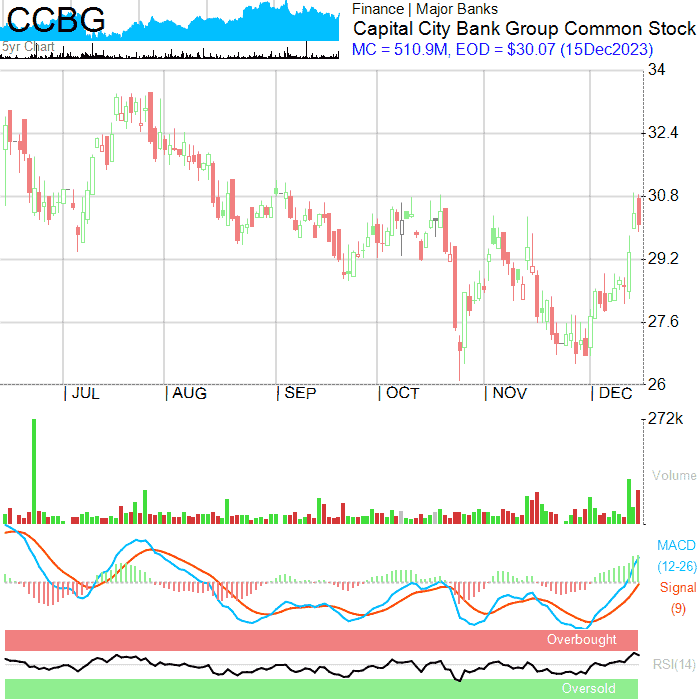 CCBG
5yr Chart
Finance | Major Banks
Capital City Bank Group Common Stock
MC = 510.9M, EOD = $30.07 (15Dec2023)
34
32.4
30.8
29.2
27.6
26
| JUL | AUG | SEP | OCT | NOV | DEC
272k
Volume
MACD
(12-26)
Signal
(9)
Overbought
RSI(14)
Oversold